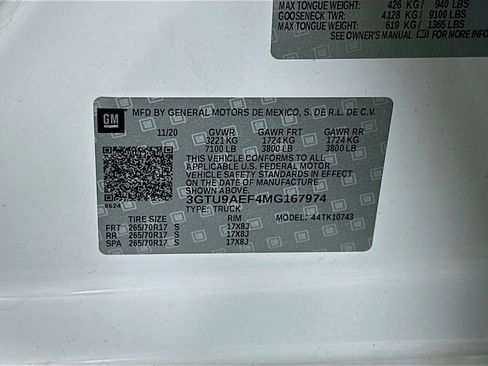 MAX TONGUE WEIGHT: 426 KG / 940 LBS
GOOSENECK TWR: 4128 KG / 9100 LBS
MAX TONGUE WEIGHT: 619 KG / 1365 LBS
SEE OWNER'S MANUAL FOR MORE INFO
GM
MFD BY GENERAL MOTORS DE MEXICO, S. DE R.L. DE C.V.
11/20 GVWR GAWR FRT GAWR RR
3221 KG 1724 KG 1724 KG
7100 LB 3800 LB 3800 LB
THIS VEHICLE CONFORMS TO ALL
APPLICABLE U.S. FEDERAL MOTOR
VEHICLE SAFETY STANDARDS IN
EFFECT ON THE DATE OF MANUFACTURE
SHOWN ABOVE.
3GTU9AEF4MG167974
8624
TYPE: TRUCK
TIRE SIZE RIM MODEL: 44TK10743
FRT 265/70R17 S 17X8J
RR 265/70R17 S 17X8J
SPA 265/70R17 S 17X8J